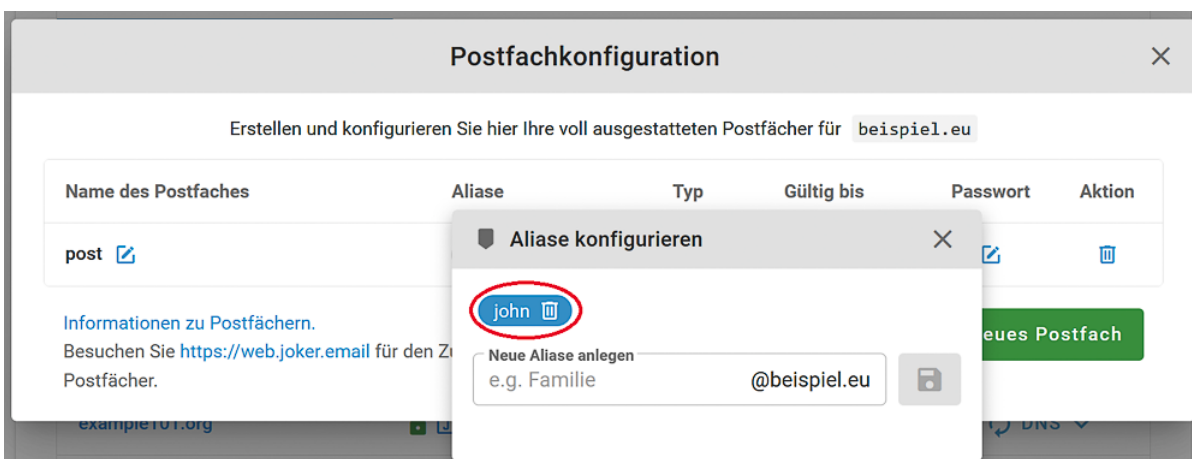 Postfachkonfiguration
Erstellen und konfigurieren Sie hier Ihre voll ausgestatteten Postfächer für beispiel.eu
Name des Postfaches Aliase Typ Gültig bis Passwort Aktion
post
Aliase konfigurieren
john
Informationen zu Postfächern.
Besuchen Sie https://web.joker.email für den
Postfächer.
Neue Aliase anlegen
e.g. Familie @beispiel.eu
Postfach
example101.org
DNS